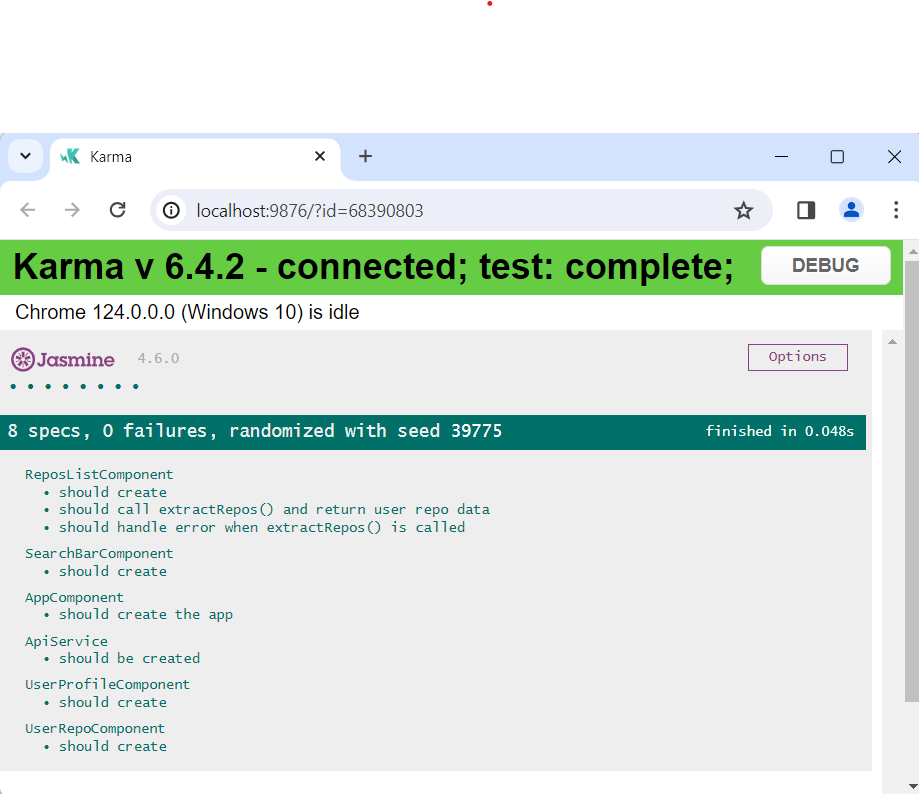 Karma
localhost:9876/?id=68390803
Karma v 6.4.2 - connected; test: complete;
DEBUG
Chrome 124.0.0.0 (Windows 10) is idle
Jasmine 4.6.0
Options
• • • • • • • •
8 specs, 0 failures, randomized with seed 39775
finished in 0.048s
ReposListComponent
• should create
• should call extractRepos() and return user repo data
• should handle error when extractRepos() is called
SearchBarComponent
• should create
AppComponent
• should create the app
ApiService
• should be created
UserProfileComponent
• should create
UserRepoComponent
• should create